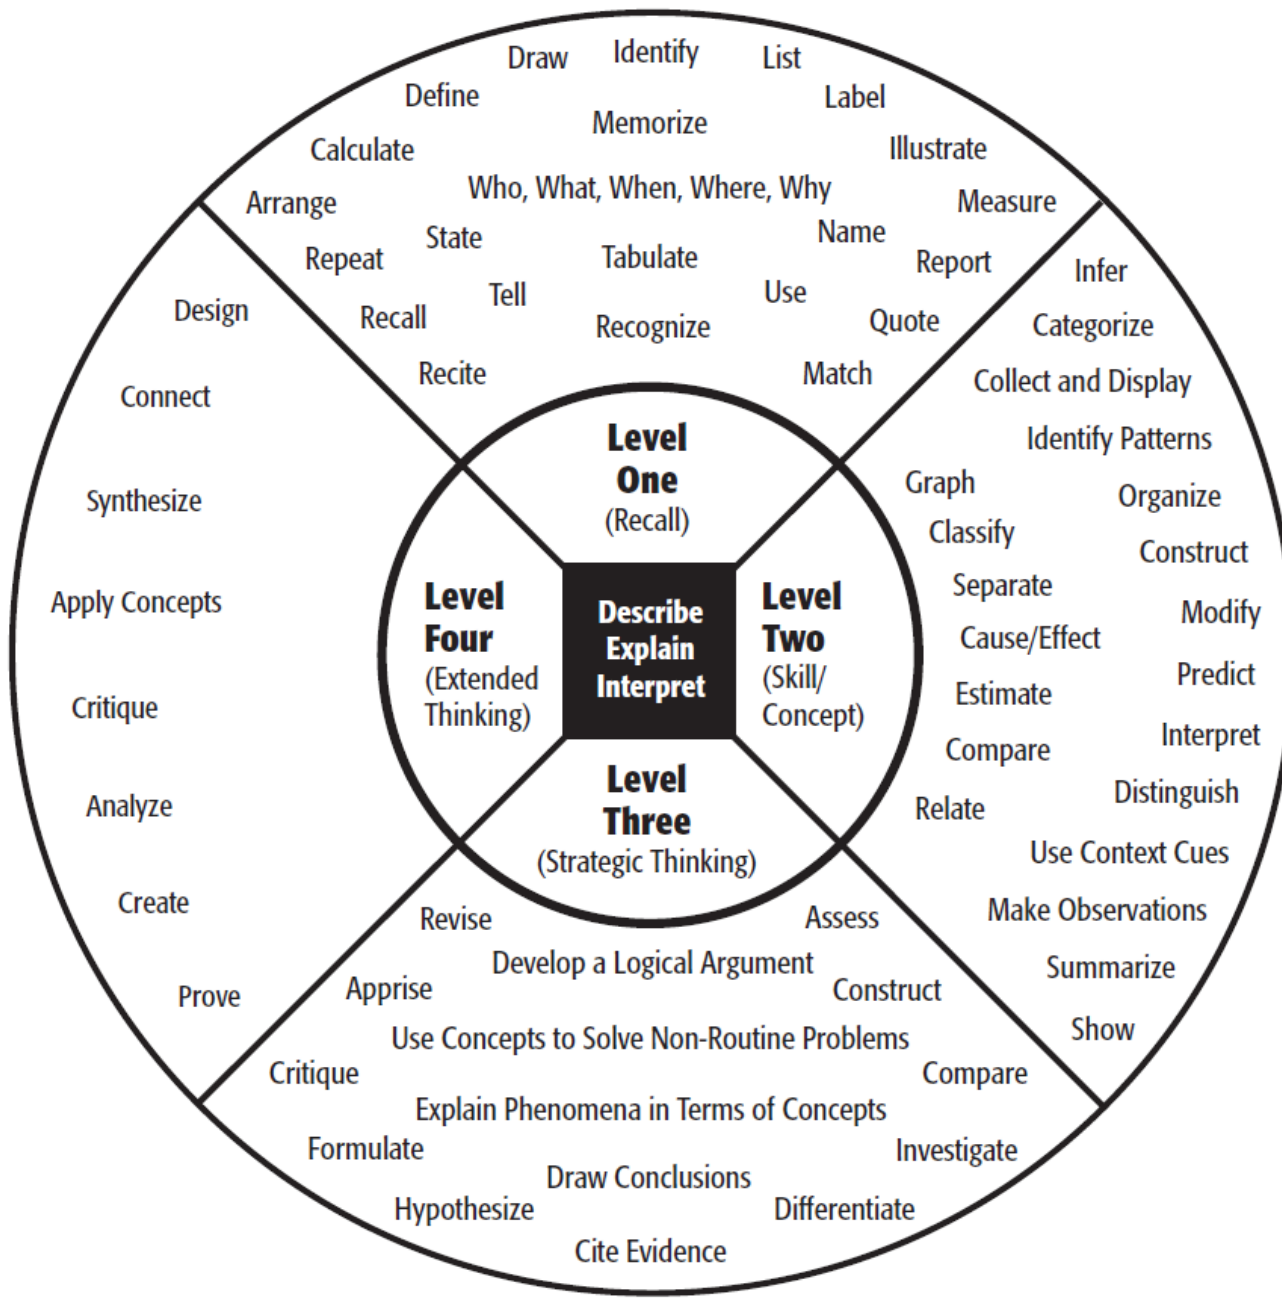 Draw
Identify
List
Define
Label
Memorize
Calculate
Illustrate
Who, What, When, Where, Why
Arrange
Measure
State
Name
Repeat
Tabulate
Report
Tell
Use
Recall
Recognize
Quote
Recite
Match
Level
One
(Recall)
Infer
Categorize
Collect and Display
Identify Patterns
Graph
Organize
Classify
Construct
Separate
Modify
Cause/Effect
Predict
Estimate
Interpret
Compare
Distinguish
Relate
Use Context Cues
Make Observations
Summarize
Show
Level
Two
(Skill/
Concept)
Describe
Explain
Interpret
Level
Four
(Extended
Thinking)
Design
Connect
Synthesize
Apply Concepts
Critique
Analyze
Create
Prove
Level
Three
(Strategic Thinking)
Revise
Assess
Develop a Logical Argument
Apprise
Construct
Use Concepts to Solve Non-Routine Problems
Critique
Compare
Explain Phenomena in Terms of Concepts
Formulate
Investigate
Draw Conclusions
Hypothesize
Differentiate
Cite Evidence